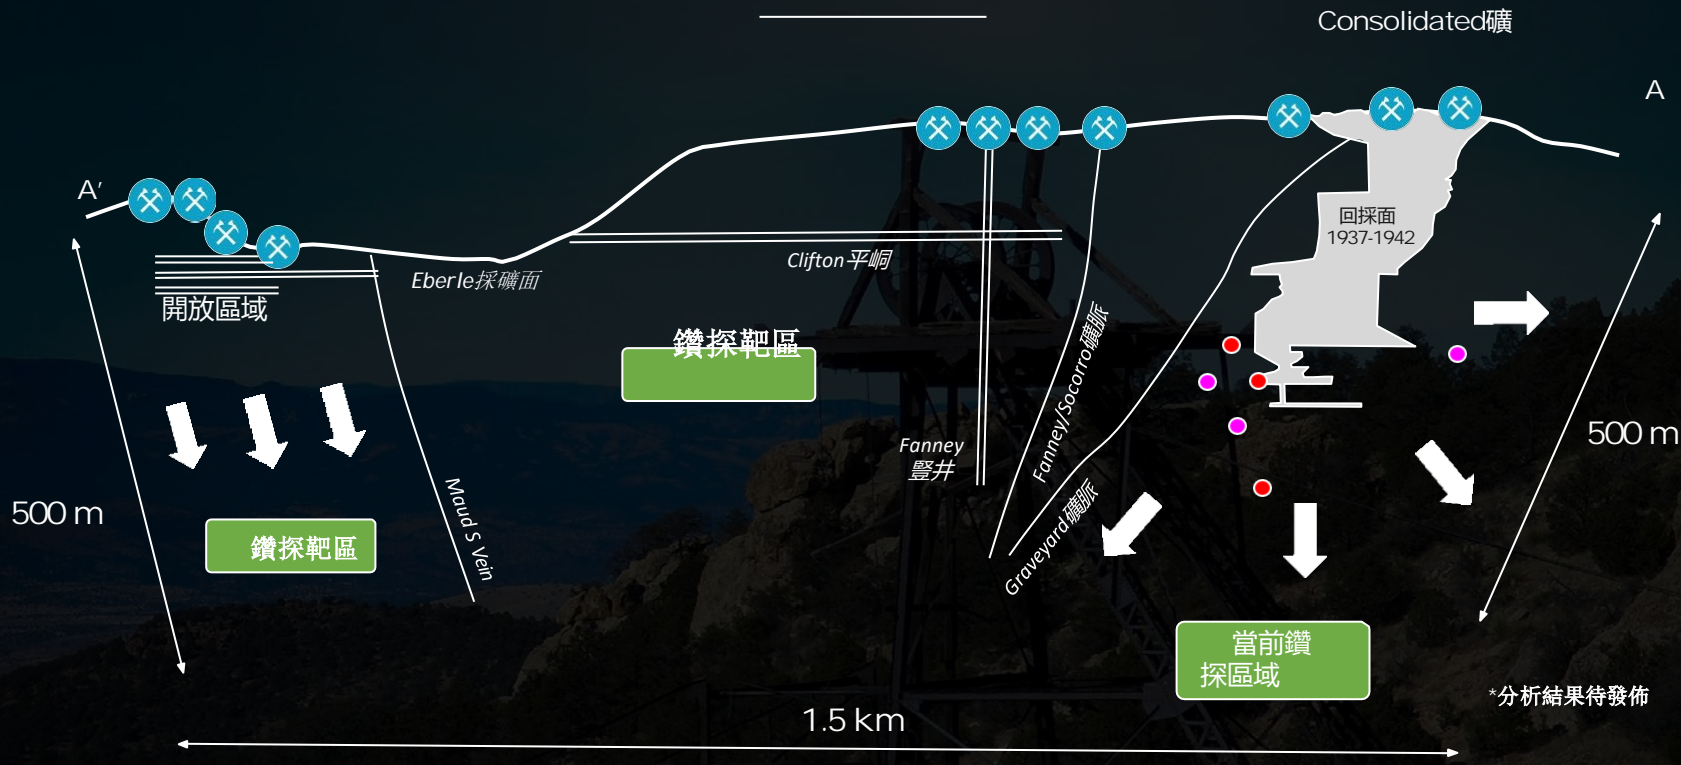 Consolidated礦
A
A'
回採面
1937-1942
Clifton平峒
Eberle採礦面
開放區域
鑽探靶區
Fanney/Socorro礦脈
500 m
Fanney
豎井
Maud S Vein
Graveyard礦脈
500 m
鑽探靶區
當前鑽
探區域
*分析結果待發佈
1.5 km